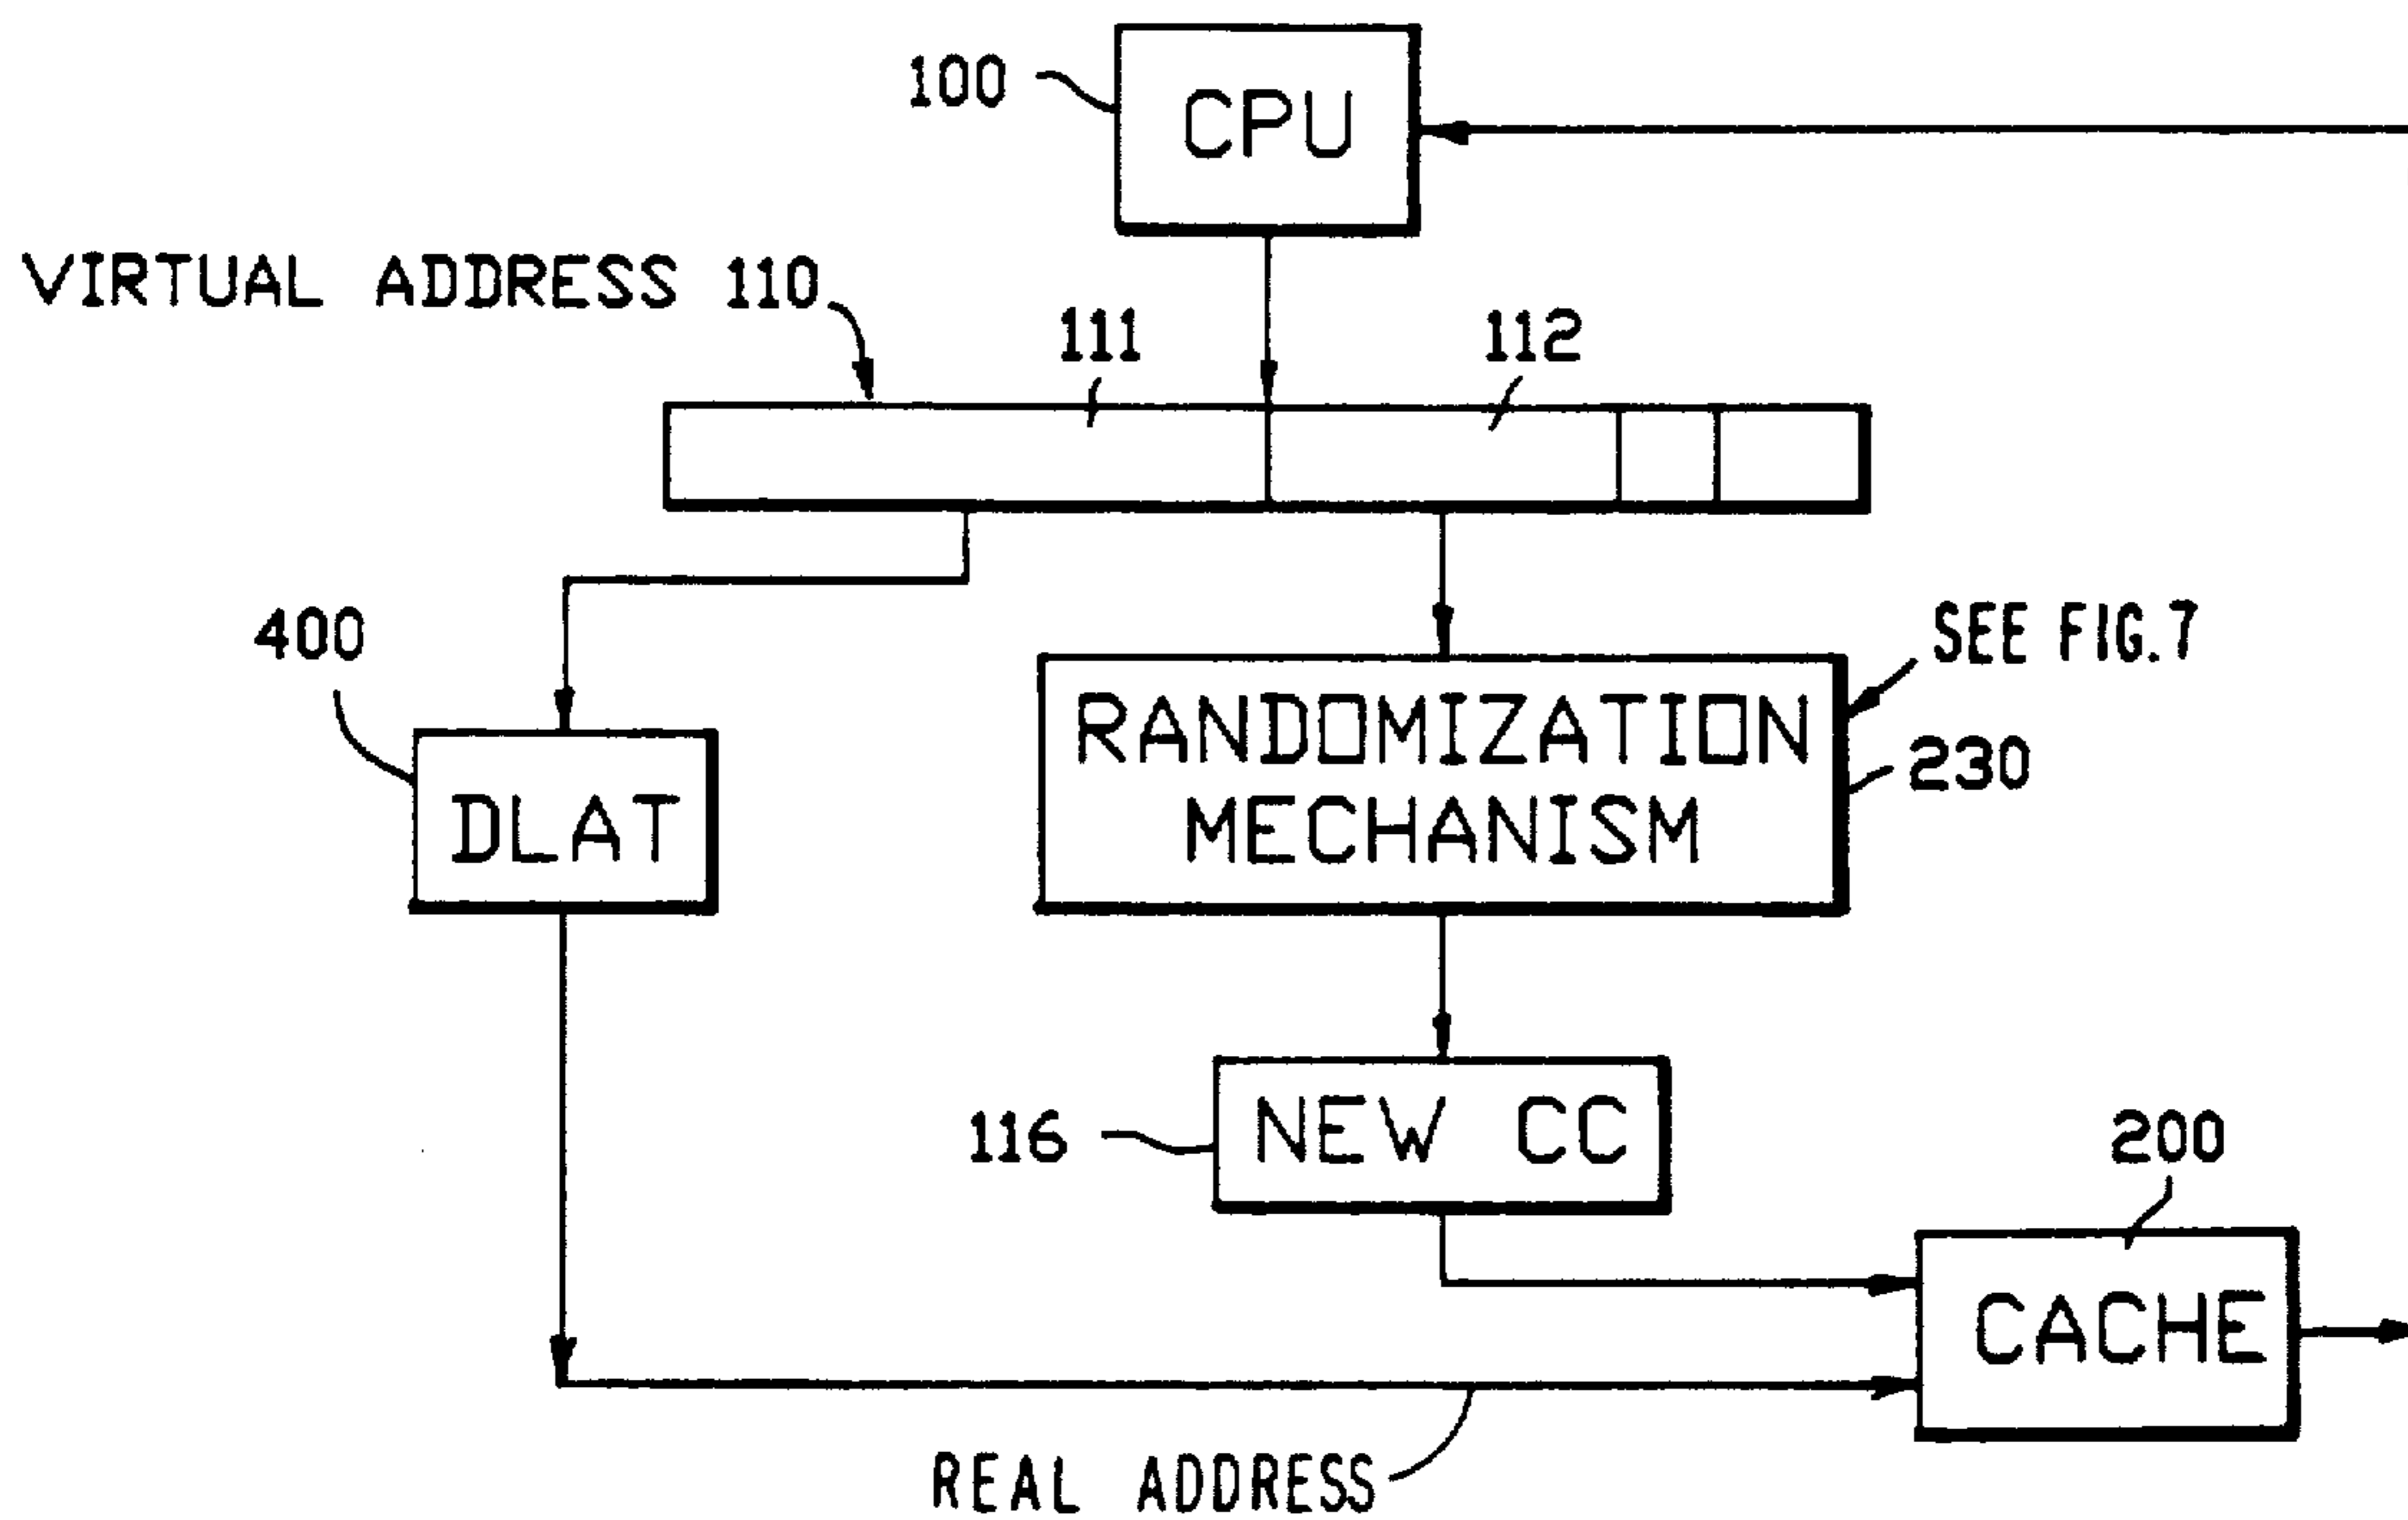 100
CPU
VIRTUAL ADDRESS 110
111
112
400
SEE FIG.7
RANDOMIZATION
MECHANISM
230
DLAT
116
NEW CC
200
CACHE
REAL ADDRESS